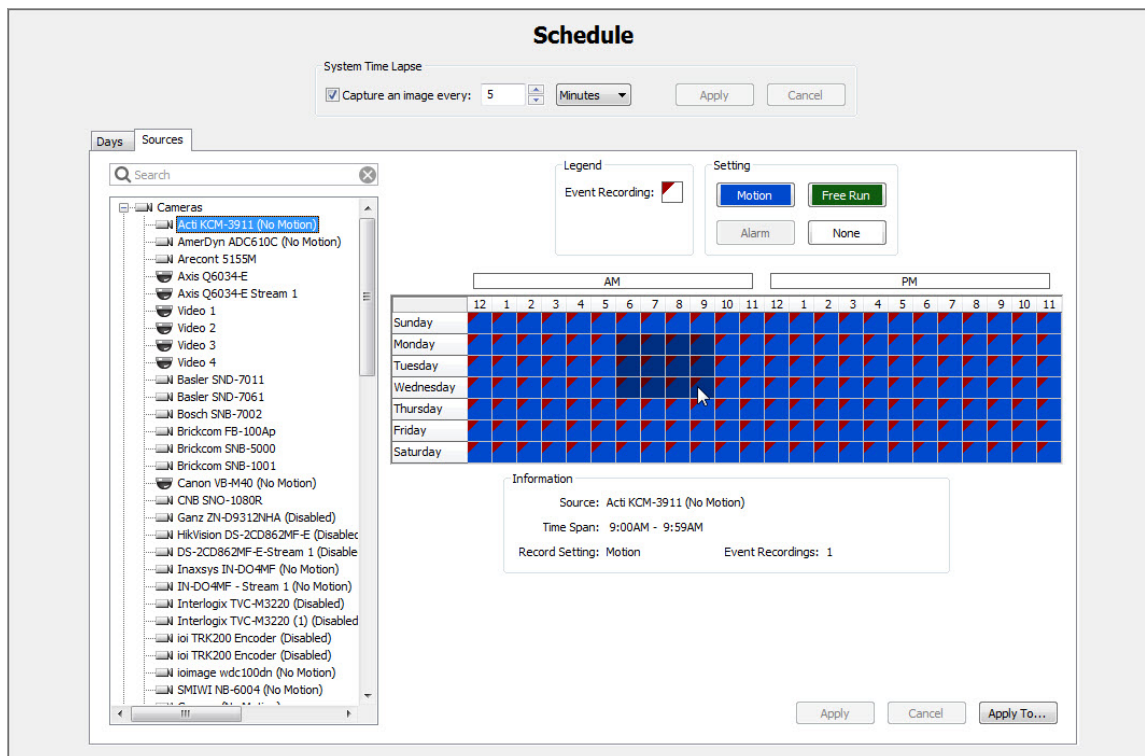 Schedule
System Time Lapse
Capture an image every: 5 Minutes Apply Cancel
Days Sources
Search
Cameras
Acti KCM-3911 (No Motion)
AmerDyn ADC610C (No Motion)
Arecont 5155M
Axis Q6034-E
Axis Q6034-E Stream 1
Video 1
Video 2
Video 3
Video 4
Basler SND-7011
Basler SND-7061
Bosch SNB-7002
Brickcom FB-100Ap
Brickcom SNB-5000
Brickcom SNB-1001
Canon VB-M40 (No Motion)
CNB SNO-1080R
Ganz ZN-D9312NHA (Disabled)
HikVision DS-2CD862MF-E (Disablec
DS-2CD862MF-E-Stream 1 (Disable
Inaxsys IN-DO4MF (No Motion)
IN-DO4MF - Stream 1 (No Motion)
Interlogix TVC-M3220 (Disabled)
Interlogix TVC-M3220 (1) (Disabled
ioi TRK200 Encoder (Disabled)
ioi TRK200 Encoder (Disabled)
ioimage wdc100dn (No Motion)
SMIWI NB-6004 (No Motion)
Legend
Event Recording:
Setting
Motion Free Run
Alarm None
AM PM
12 1 2 3 4 5 6 7 8 9 10 11 12 1 2 3 4 5 6 7 8 9 10 11
Sunday
Monday
Tuesday
Wednesday
Thursday
Friday
Saturday
Information
Source: Acti KCM-3911 (No Motion)
Time Span: 9:00AM - 9:59AM
Record Setting: Motion Event Recordings: 1
Apply Cancel Apply To...